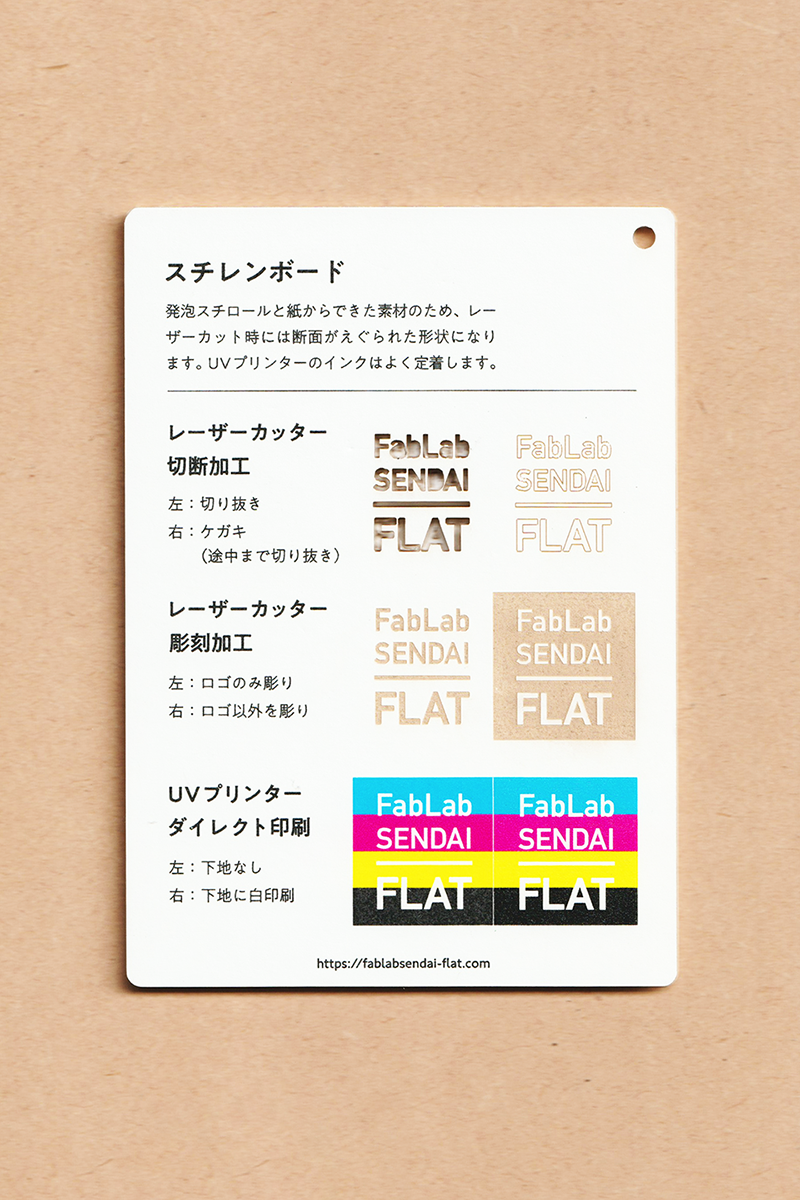 スチレンボード
発泡スチロールと紙からできた素材のため、レー
ザーカット時には断面がえぐられた形状になり
ます。UVプリンターのインクはよく定着します。
レーザーカッター
切断加工
左：切り抜き
右：ケガキ
（途中まで切り抜き）
FabLab
SENDAI
FLAT
FabLab
SENDAI
FLAT
レーザーカッター
彫刻加工
左：ロゴのみ彫り
右：ロゴ以外を彫り
FabLab
SENDAI
FLAT
FabLab
SENDAI
FLAT
UVプリンター
ダイレクト印刷
左：下地なし
右：下地に白印刷
FabLab
SENDAI
FLAT
FabLab
SENDAI
FLAT
https://fablabsendai-flat.com